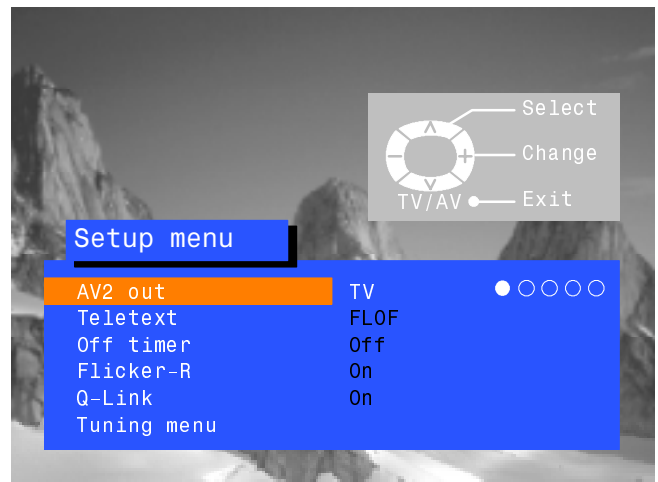 Select
Change
TV/AV Exit
Setup menu
AV2 out TV
Teletext FLOF
Off timer Off
Flicker-R On
Q-Link On
Tuning menu